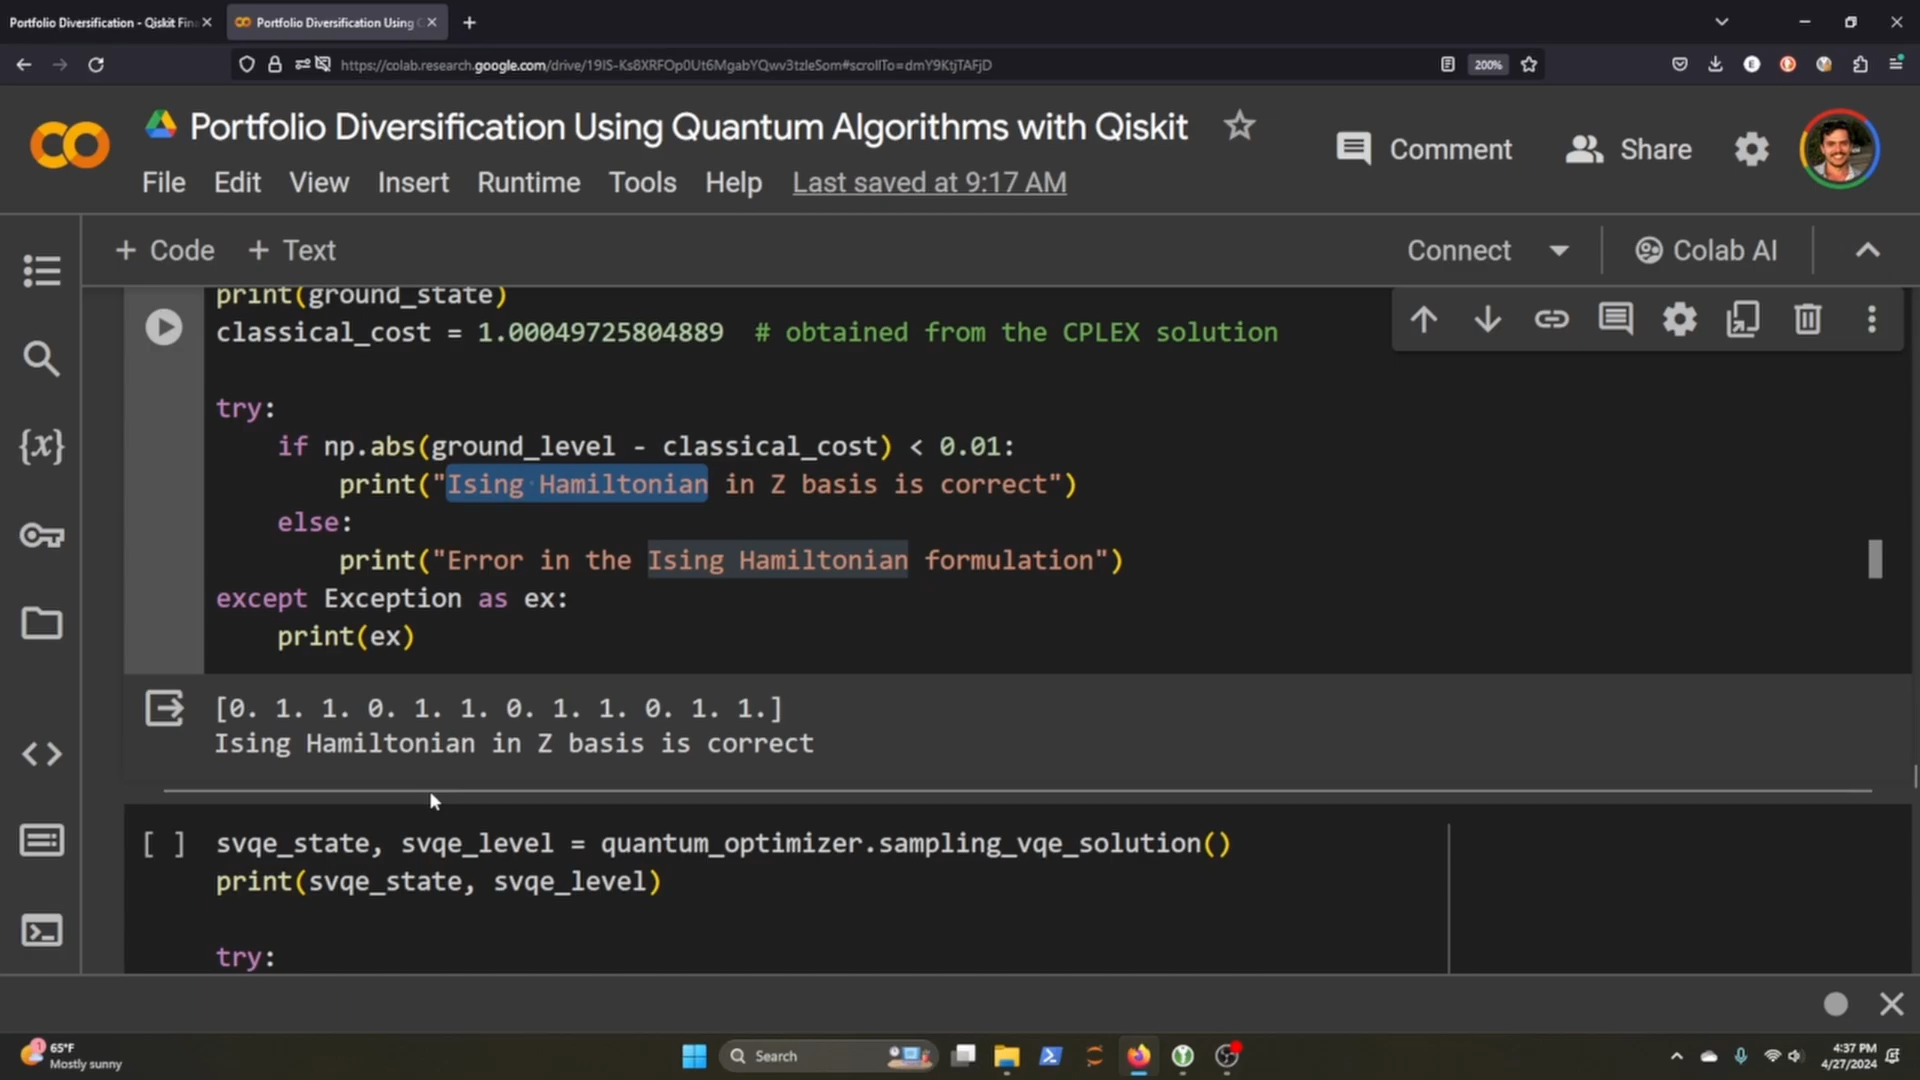 Portfolio Diversification - Qiskit Fin
Portfolio Diversification Using
https://colab.research.google.com/drive/19IS-Ks8XRFOp0Ut6MgabYQwv3tzleSom#scrollTo=dmY9KtjTAFjD
200%
Portfolio Diversification Using Quantum Algorithms with Qiskit
Comment
Share
File Edit View Insert Runtime Tools Help Last saved at 9:17 AM
+ Code + Text
Connect
Colab AI
print(ground_state)
classical_cost = 1.00049725804889  # obtained from the CPLEX solution
try:
    if np.abs(ground_level - classical_cost) < 0.01:
        print("Ising Hamiltonian in Z basis is correct")
    else:
        print("Error in the Ising Hamiltonian formulation")
except Exception as ex:
    print(ex)
[0. 1. 1. 0. 1. 1. 0. 1. 1. 0. 1. 1.]
Ising Hamiltonian in Z basis is correct
[ ]
svqe_state, svqe_level = quantum_optimizer.sampling_vqe_solution()
print(svqe_state, svqe_level)
try:
{x}
1
65°F
Mostly sunny
Search
4:37 PM
4/27/2024